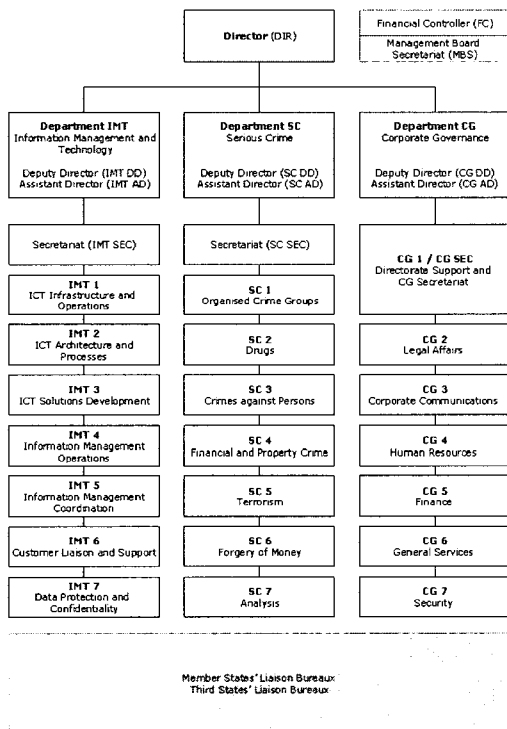 Director (DIR)
Financial Controller (FC)
Management Board
Secretariat (MBS)
Department IMT
Information Management and
Technology
Deputy Director (IMT DD)
Assistant Director (IMT AD)
Department SC
Serious Crime
Deputy Director (SC DD)
Assistant Director (SC AD)
Department CG
Corporate Governance
Deputy Director (CG DD)
Assistant Director (CG AD)
Secretariat (IMT SEC)
IMT 1
ICT Infrastructure and
Operations
IMT 2
ICT Architecture and
Processes
IMT 3
ICT Solutions Development
IMT 4
Information Management
Operations
IMT 5
Information Management
Coordination
IMT 6
Customer Liaison and Support
IMT 7
Data Protection and
Confidentiality
Secretariat (SC SEC)
SC 1
Organised Crime Groups
SC 2
Drugs
SC 3
Crimes against Persons
SC 4
Financial and Property Crime
SC 5
Terrorism
SC 6
Forgery of Money
SC 7
Analysis
CG 1 / CG SEC
Directorate Support and
CG Secretariat
CG 2
Legal Affairs
CG 3
Corporate Communications
CG 4
Human Resources
CG 5
Finance
CG 6
General Services
CG 7
Security
Member States' Liaison Bureaux
Third States' Liaison Bureaux